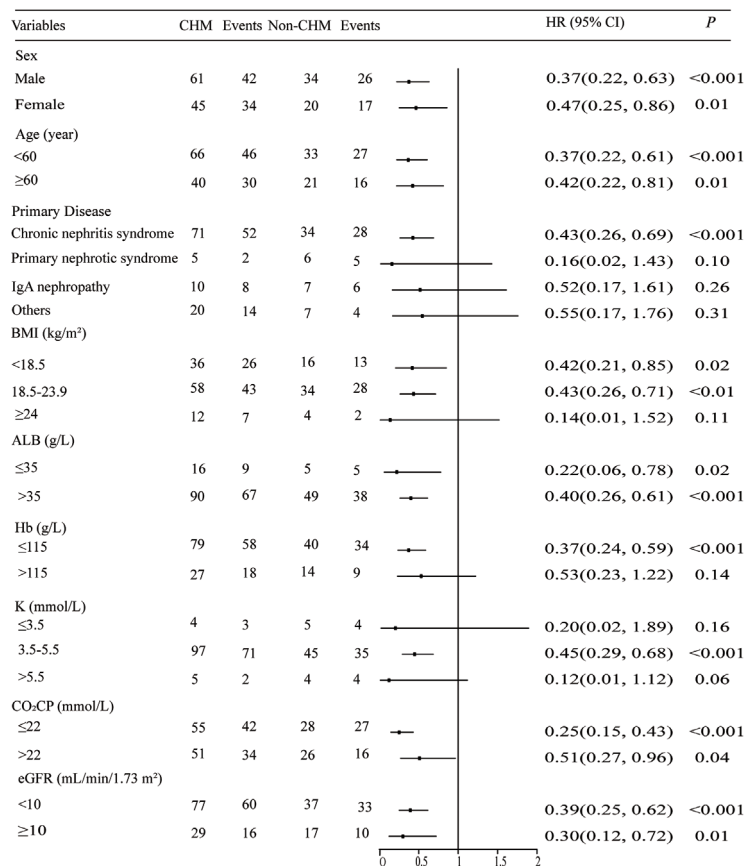 Variables CHM Events Non-CHM Events HR (95% CI) P
Sex
Male 61 42 34 26 0.37(0.22, 0.63) <0.001
Female 45 34 20 17 0.47(0.25, 0.86) 0.01
Age (year)
<60 66 46 33 27 0.37(0.22, 0.61) <0.001
≥60 40 30 21 16 0.42(0.22, 0.81) 0.01
Primary Disease
Chronic nephritis syndrome 71 52 34 28 0.43(0.26, 0.69) <0.001
Primary nephrotic syndrome 5 2 6 5 0.16(0.02, 1.43) 0.10
IgA nephropathy 10 8 7 6 0.52(0.17, 1.61) 0.26
Others 20 14 7 4 0.55(0.17, 1.76) 0.31
BMI (kg/m²)
<18.5 36 26 16 13 0.42(0.21, 0.85) 0.02
18.5-23.9 58 43 34 28 0.43(0.26, 0.71) <0.01
≥24 12 7 4 2 0.14(0.01, 1.52) 0.11
ALB (g/L)
≤35 16 9 5 5 0.22(0.06, 0.78) 0.02
>35 90 67 49 38 0.40(0.26, 0.61) <0.001
Hb (g/L)
≤115 79 58 40 34 0.37(0.24, 0.59) <0.001
>115 27 18 14 9 0.53(0.23, 1.22) 0.14
K (mmol/L)
≤3.5 4 3 5 4 0.20(0.02, 1.89) 0.16
3.5-5.5 97 71 45 35 0.45(0.29, 0.68) <0.001
>5.5 5 2 4 4 0.12(0.01, 1.12) 0.06
CO₂CP (mmol/L)
≤22 55 42 28 27 0.25(0.15, 0.43) <0.001
>22 51 34 26 16 0.51(0.27, 0.96) 0.04
eGFR (mL/min/1.73 m²)
<10 77 60 37 33 0.39(0.25, 0.62) <0.001
≥10 29 16 17 10 0.30(0.12, 0.72) 0.01
0 0.5 1 1.5 2